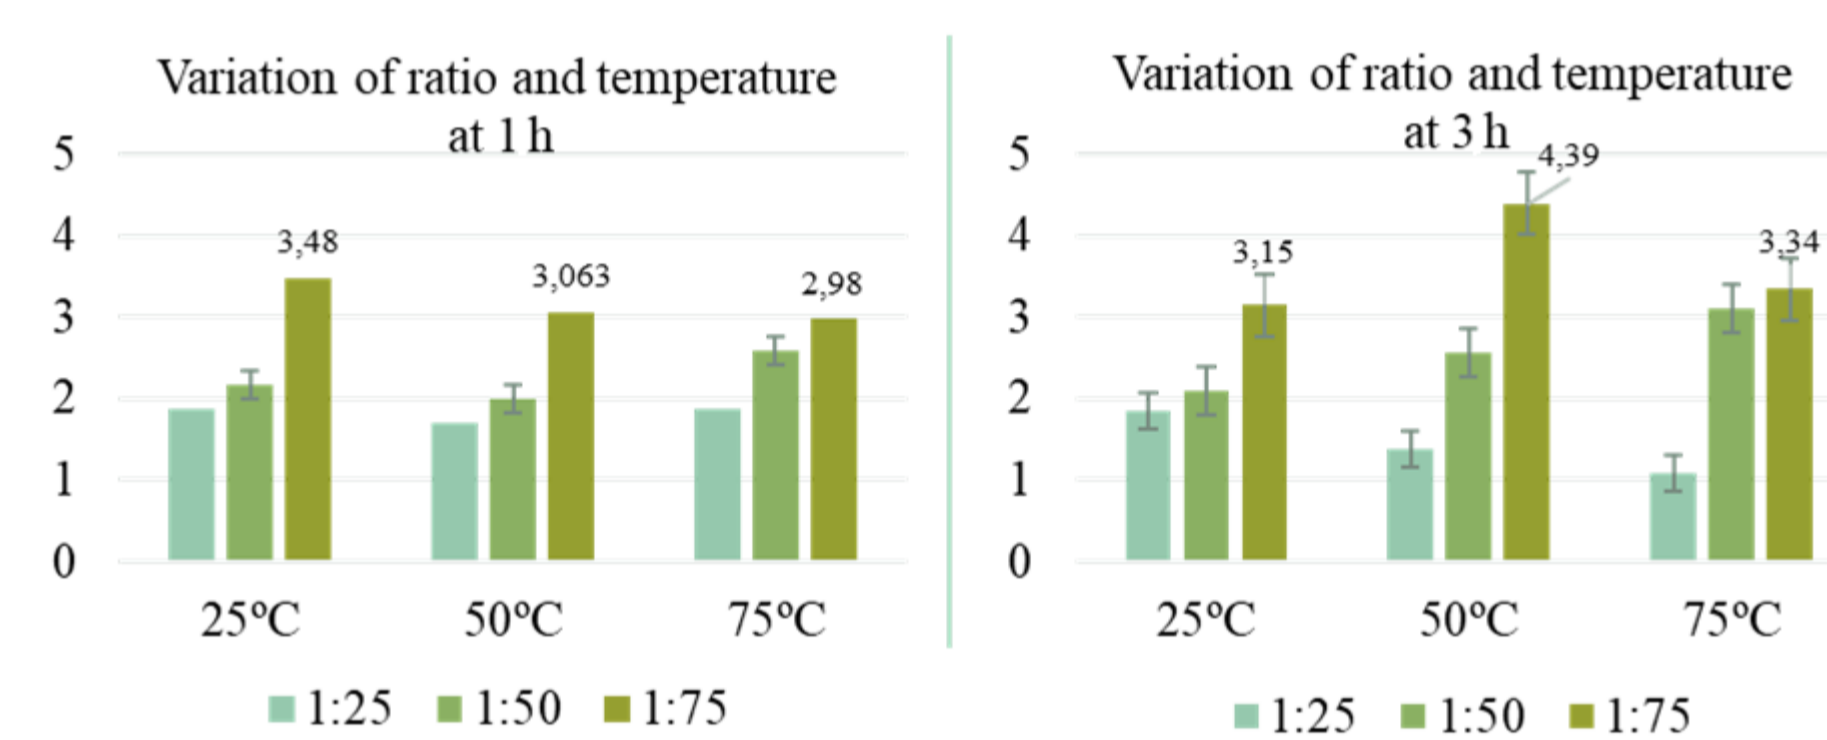 Variation of ratio and temperature
at 1 h
5
4
3
2
1
0
3,48
3,063
2,98
25ºC 50ºC 75ºC
1:25 1:50 1:75
Variation of ratio and temperature
at 3 h
5
4
3
2
1
0
3,15
4,39
3,34
25ºC 50ºC 75ºC
1:25 1:50 1:75